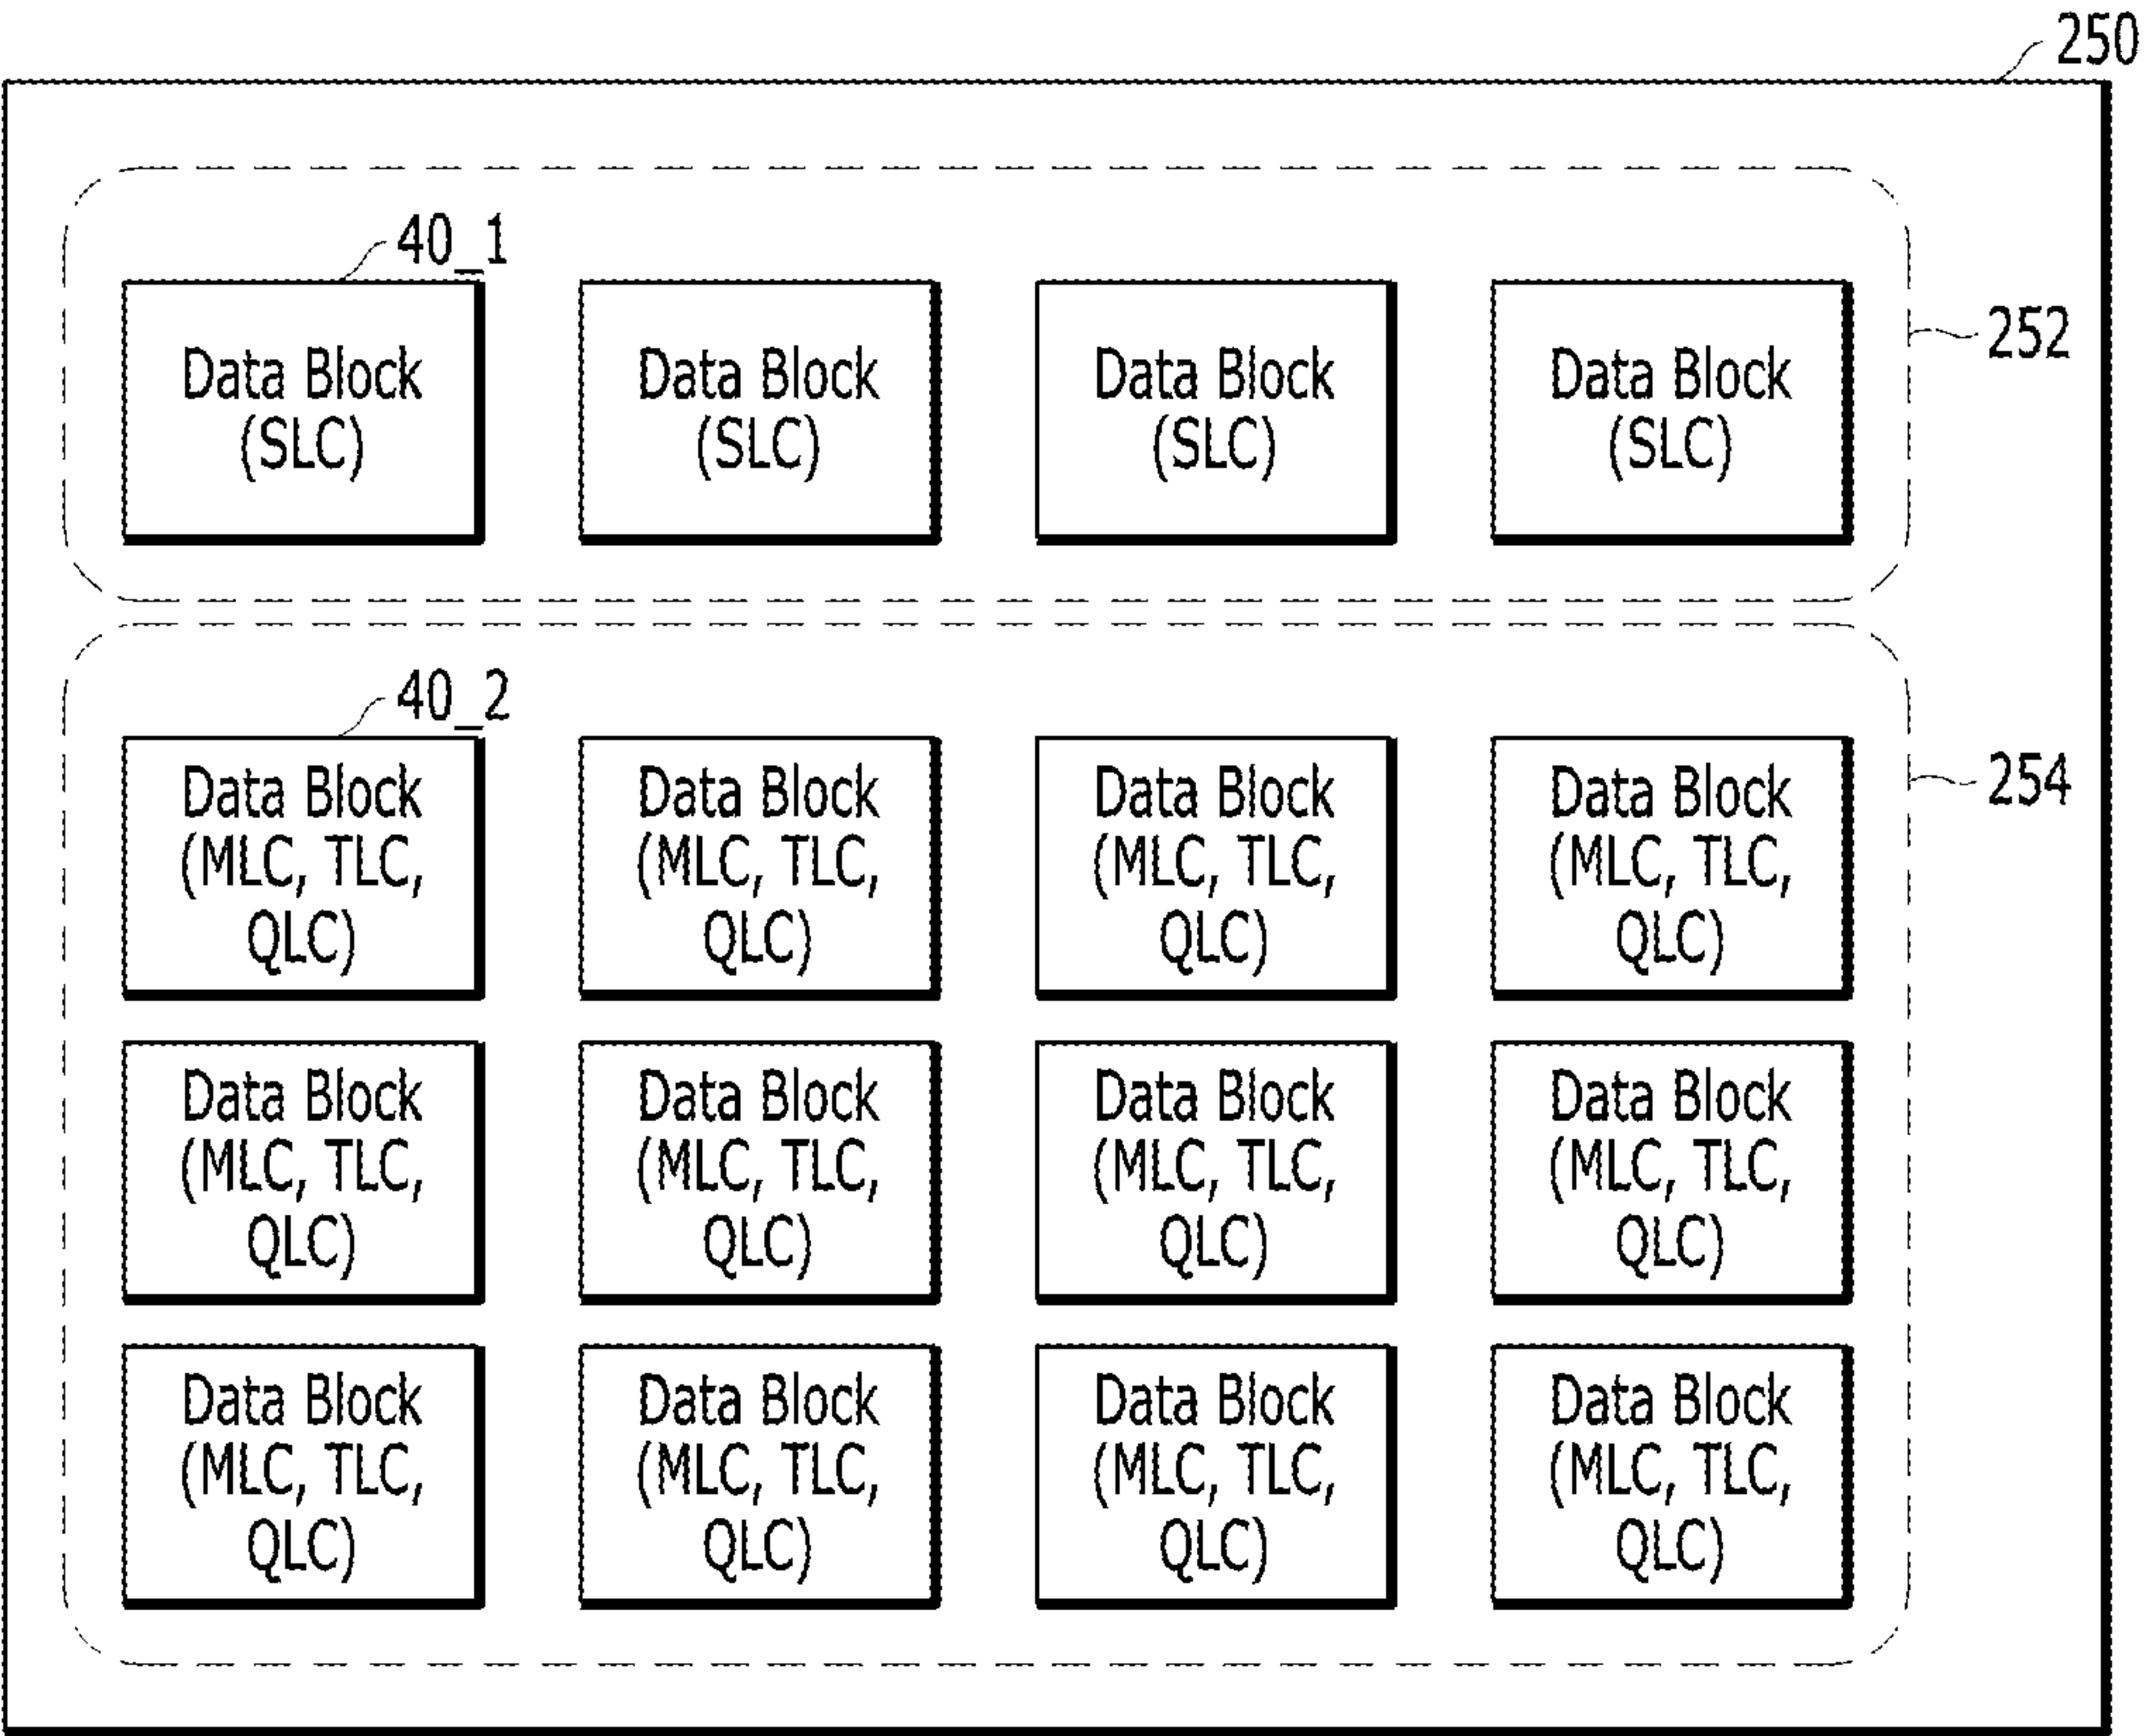 250
40_1
Data Block Data Block Data Block Data Block
(SLC) (SLC) (SLC) (SLC)
252
40_2
Data Block Data Block Data Block Data Block
(MLC, TLC, (MLC, TLC, (MLC, TLC, (MLC, TLC,
QLC) QLC) QLC) QLC)
254
Data Block Data Block Data Block Data Block
(MLC, TLC, (MLC, TLC, (MLC, TLC, (MLC, TLC,
QLC) QLC) QLC) QLC)
Data Block Data Block Data Block Data Block
(MLC, TLC, (MLC, TLC, (MLC, TLC, (MLC, TLC,
QLC) QLC) QLC) QLC)